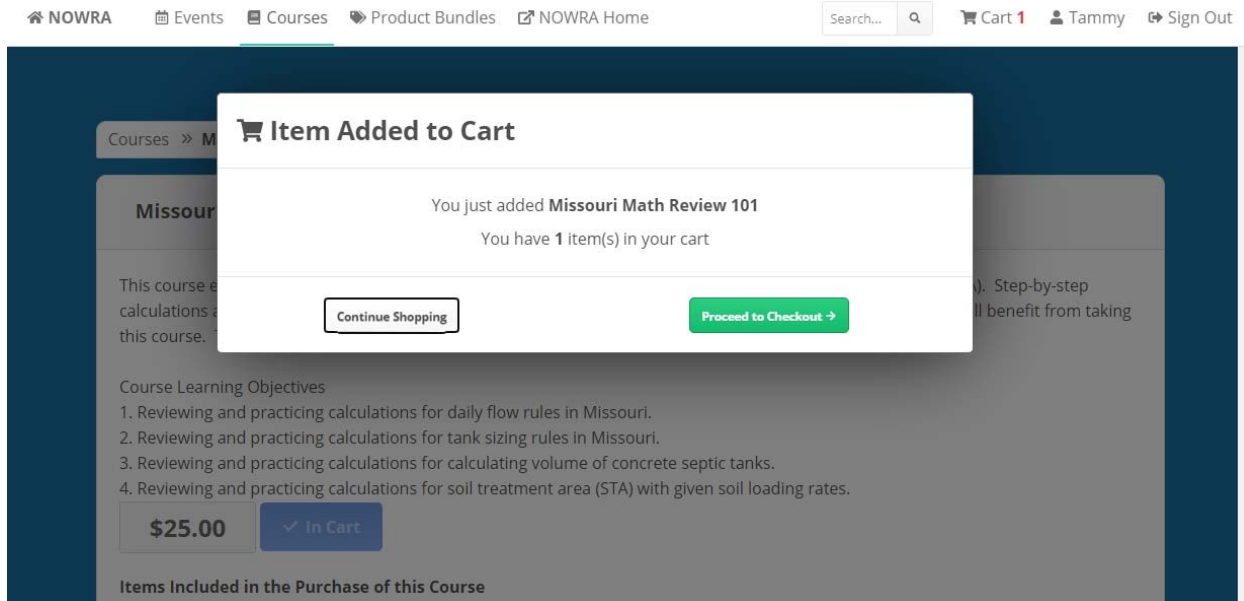 NOWRA Events Courses Product Bundles NOWRA Home Search... Cart 1 Tammy Sign Out
Courses » M
Item Added to Cart
Missour
You just added Missouri Math Review 101
You have 1 item(s) in your cart
This course e ). Step-by-step
calculations a ll benefit from taking
this course.
Continue Shopping Proceed to Checkout →
Course Learning Objectives
1. Reviewing and practicing calculations for daily flow rules in Missouri.
2. Reviewing and practicing calculations for tank sizing rules in Missouri.
3. Reviewing and practicing calculations for calculating volume of concrete septic tanks.
4. Reviewing and practicing calculations for soil treatment area (STA) with given soil loading rates.
$25.00 ✓ In Cart
Items Included in the Purchase of this Course